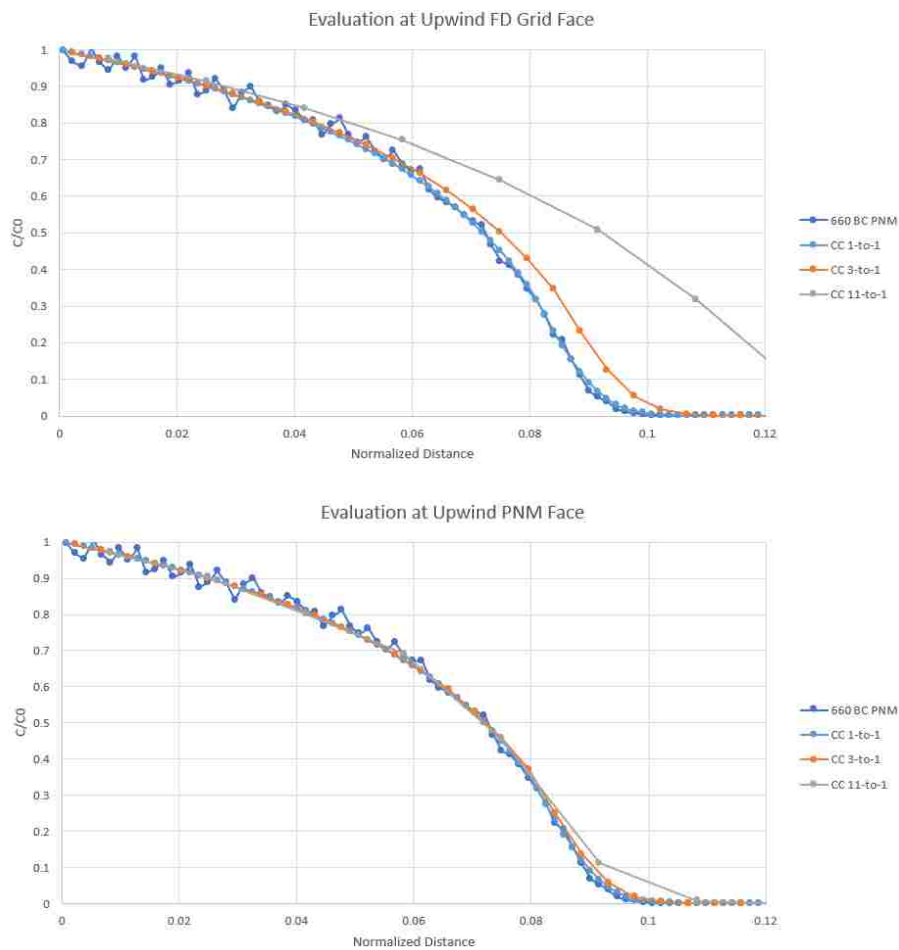 Evaluation at Upwind FD Grid Face
1
0.9
0.8
0.7
0.6
0.5
0.4
0.3
0.2
0.1
0
C/C0
0 0.02 0.04 0.06 0.08 0.1 0.12
Normalized Distance
660 BC PNM
CC 1-to-1
CC 3-to-1
CC 11-to-1
Evaluation at Upwind PNM Face
1
0.9
0.8
0.7
0.6
0.5
0.4
0.3
0.2
0.1
0
C/C0
0 0.02 0.04 0.06 0.08 0.1 0.12
Normalized Distance
660 BC PNM
CC 1-to-1
CC 3-to-1
CC 11-to-1